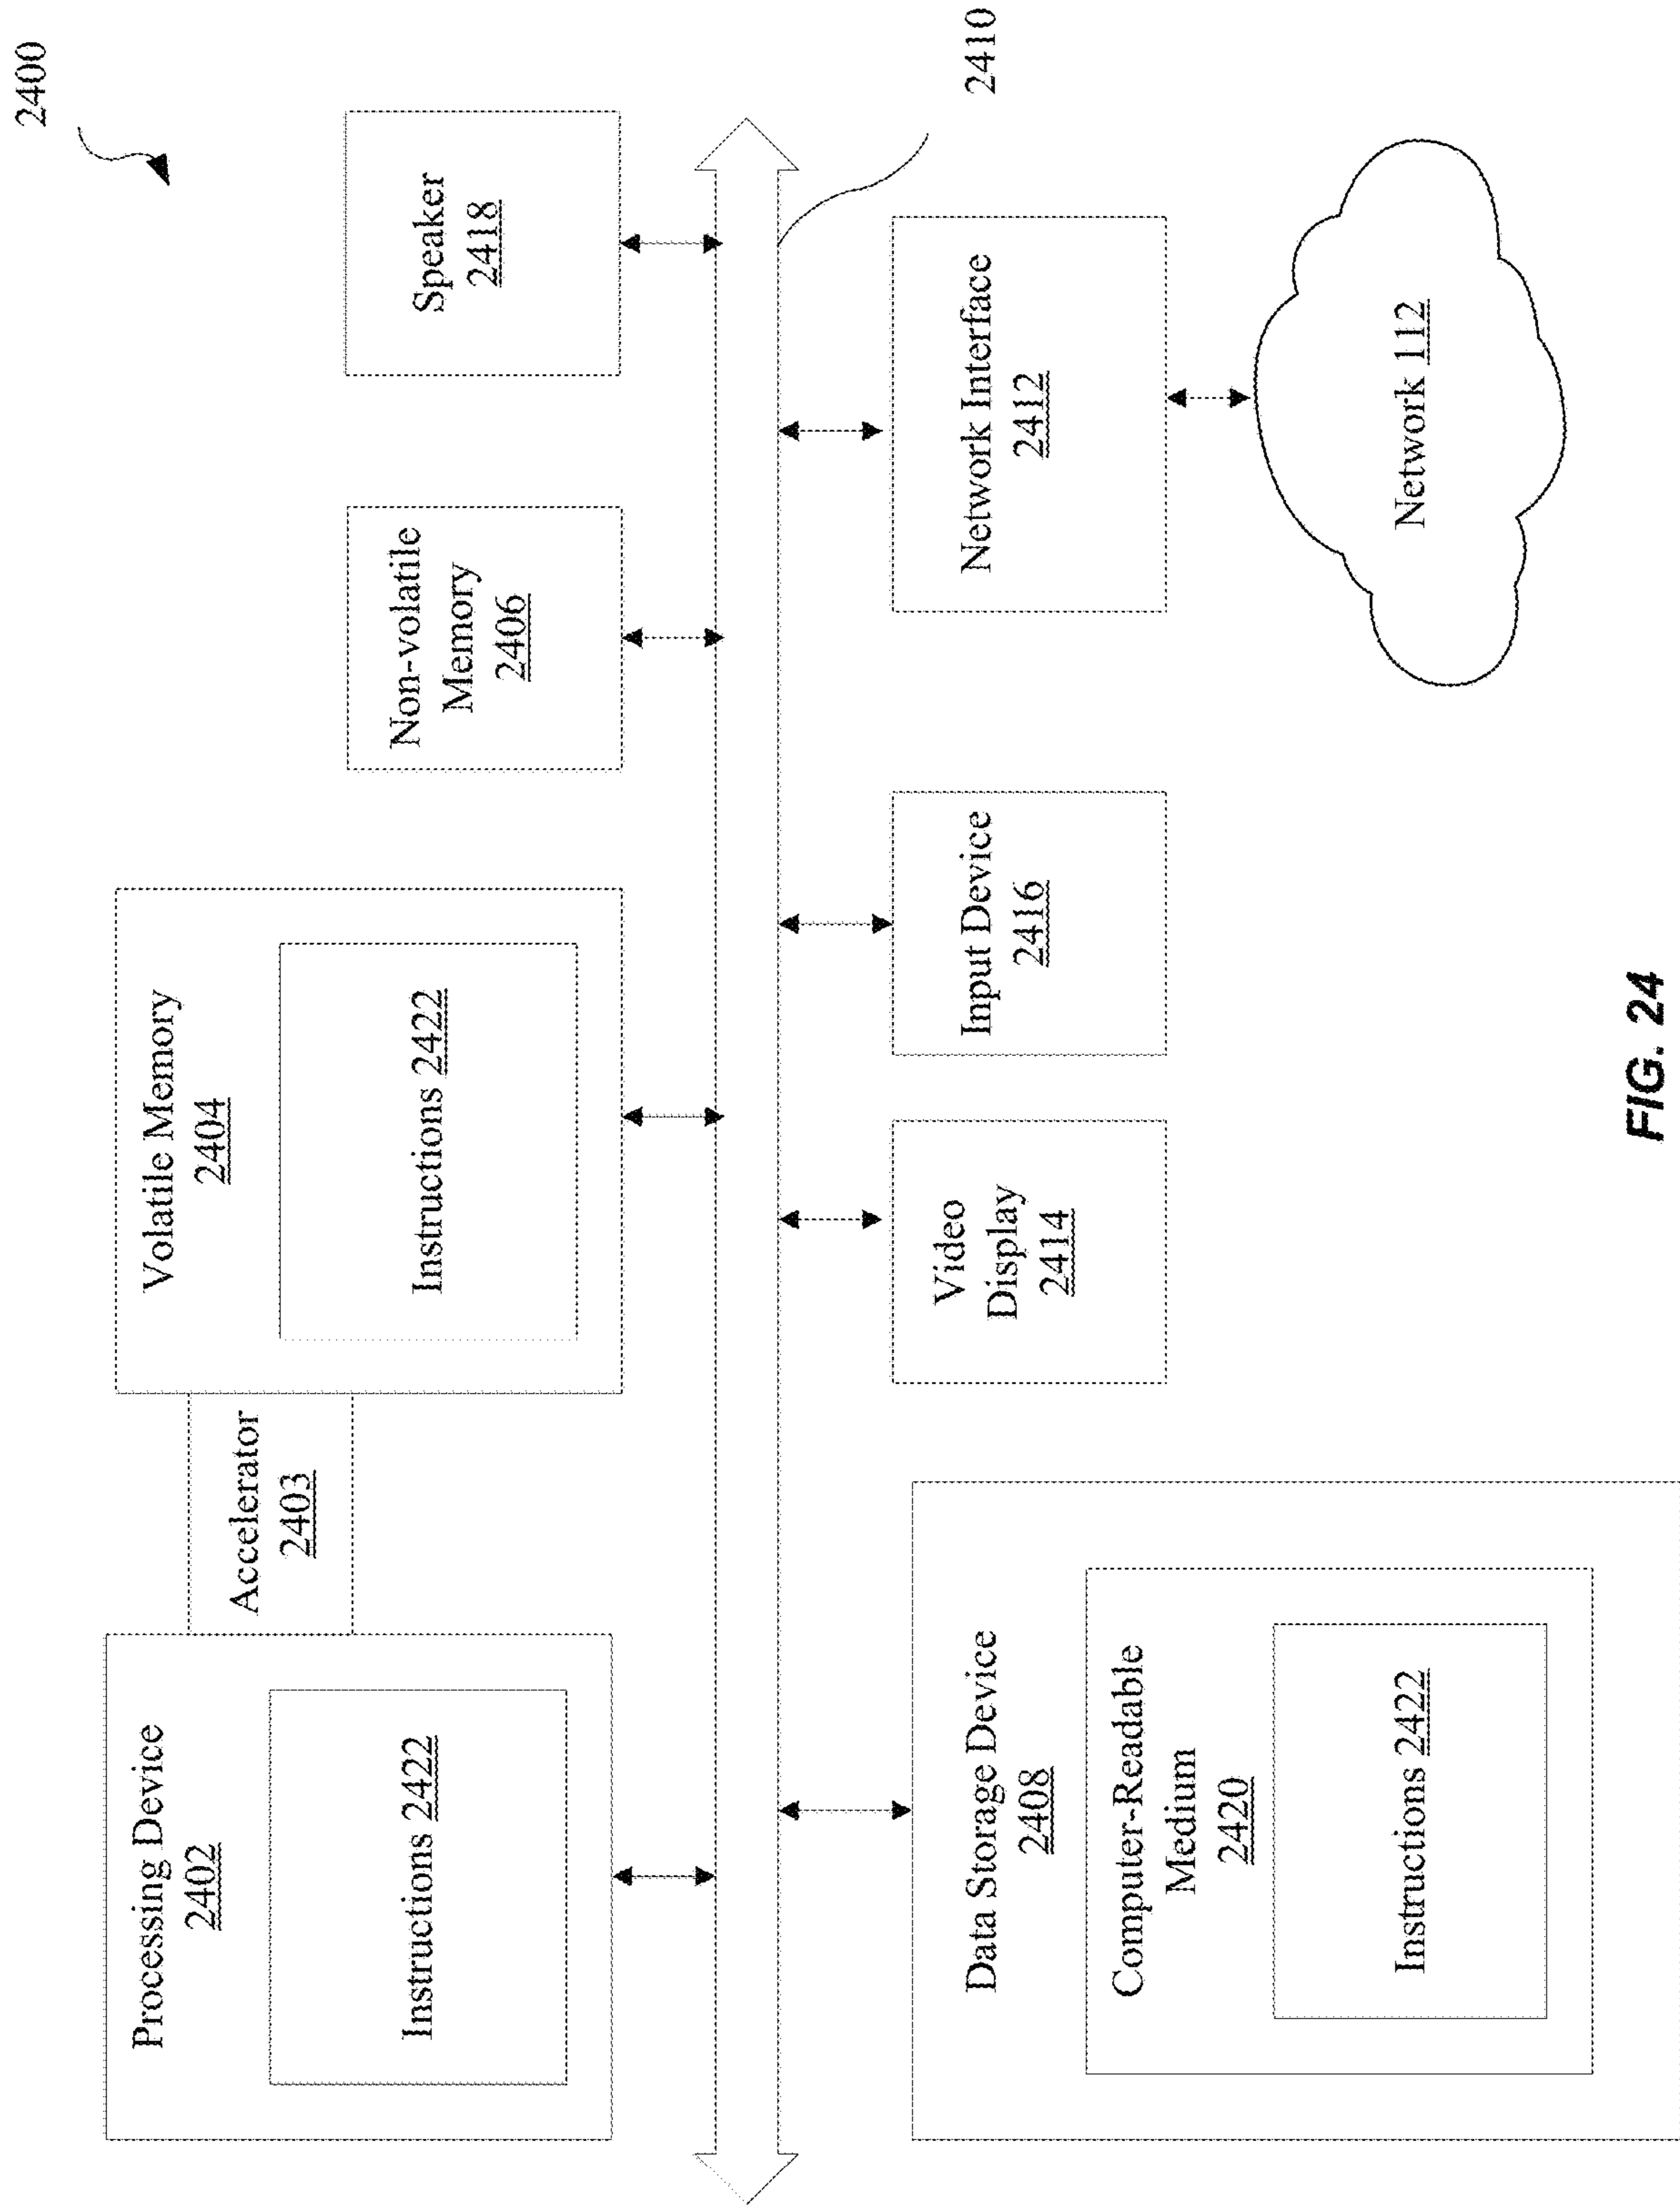 2400
Processing Device
2402
Instructions 2422
Accelerator
2403
Volatile Memory
2404
Instructions 2422
Non-volatile
Memory
2406
Speaker
2418
2410
Data Storage Device
2408
Computer-Readable
Medium
2420
Instructions 2422
Video
Display
2414
Input Device
2416
Network Interface
2412
Network 112
FIG. 24